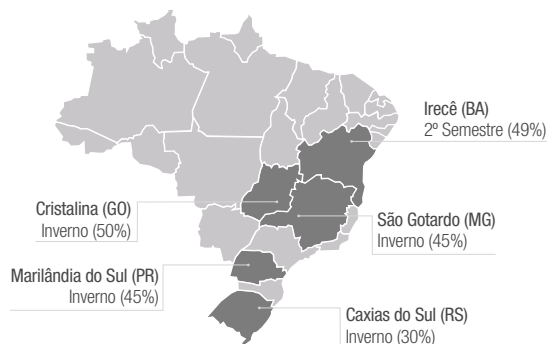 Irecê (BA)
2º Semestre (49%)
Cristalina (GO)
Inverno (50%)
São Gotardo (MG)
Inverno (45%)
Marilândia do Sul (PR)
Inverno (45%)
Caxias do Sul (RS)
Inverno (30%)